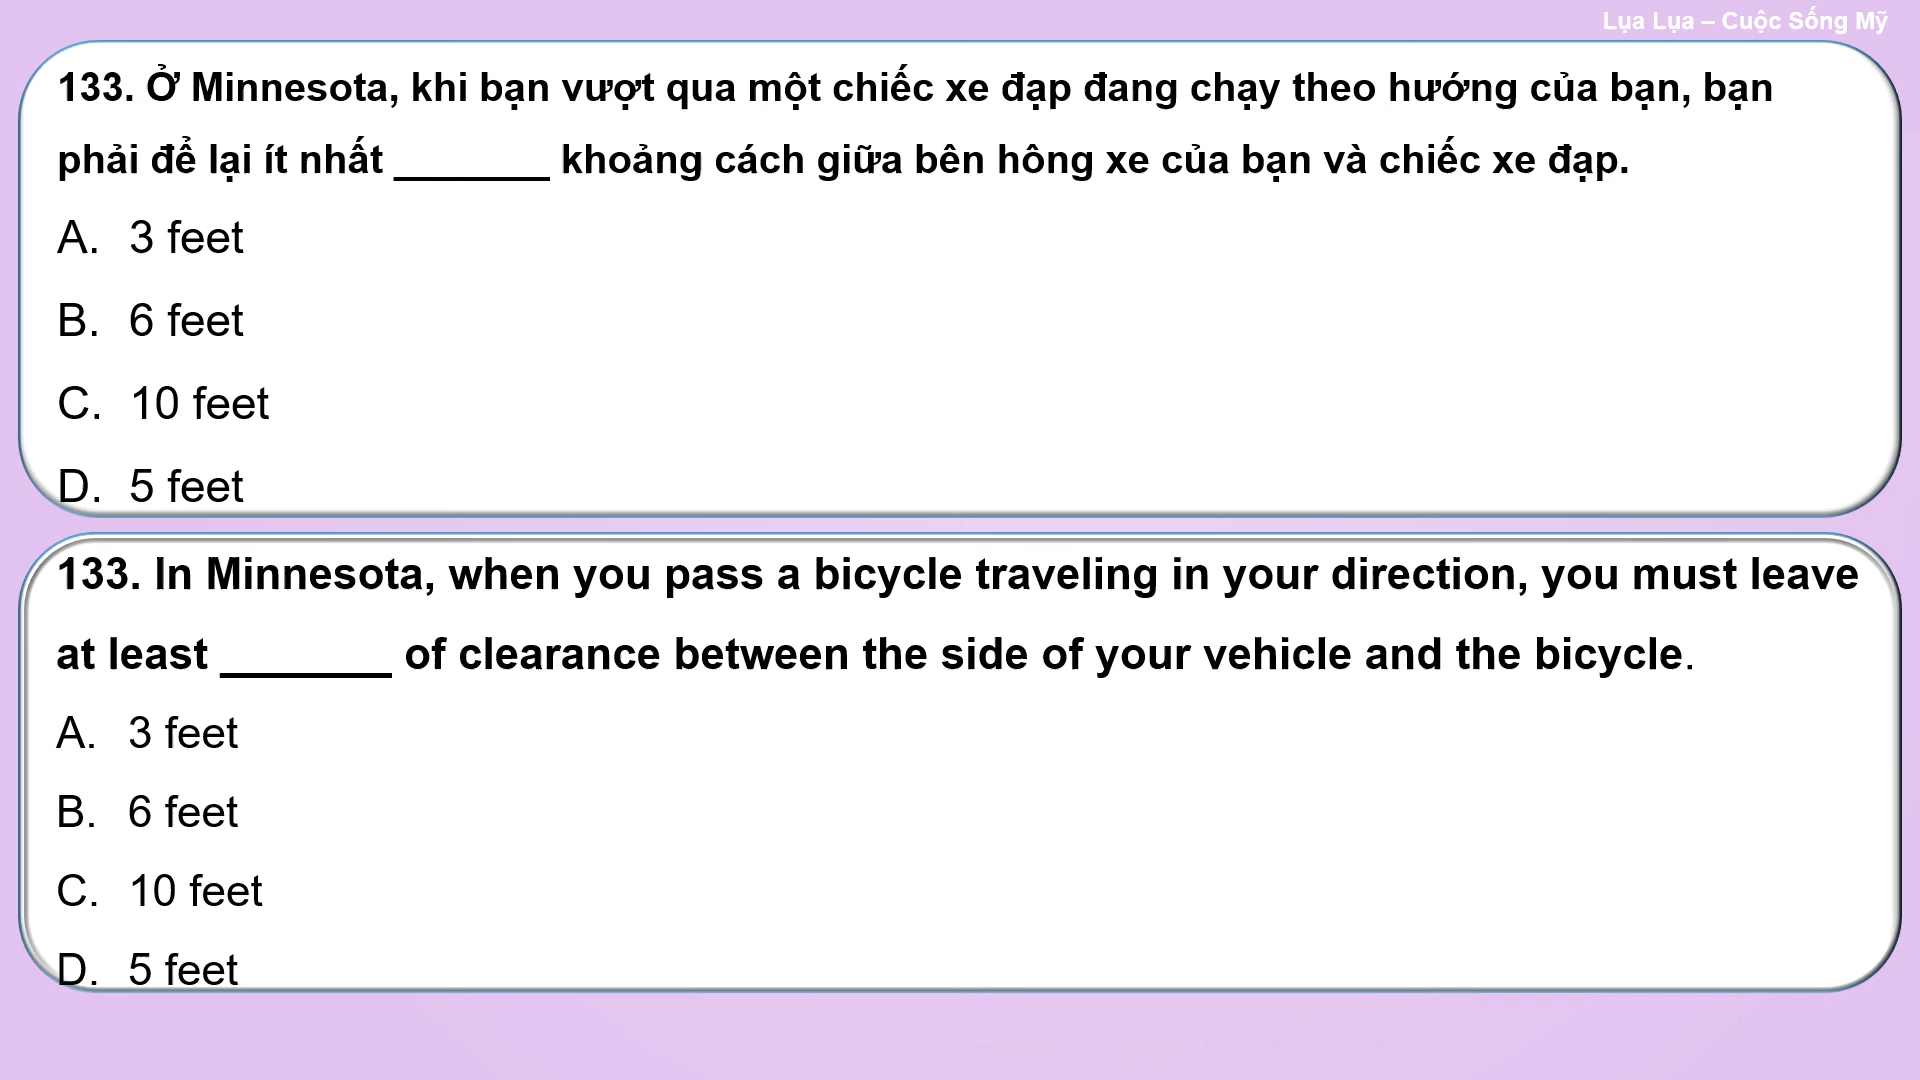 Lụa Lụa – Cuộc Sống Mỹ
133. Ở Minnesota, khi bạn vượt qua một chiếc xe đạp đang chạy theo hướng của bạn, bạn
phải để lại ít nhất _______ khoảng cách giữa bên hông xe của bạn và chiếc xe đạp.
A. 3 feet
B. 6 feet
C. 10 feet
D. 5 feet
133. In Minnesota, when you pass a bicycle traveling in your direction, you must leave
at least _______ of clearance between the side of your vehicle and the bicycle.
A. 3 feet
B. 6 feet
C. 10 feet
D. 5 feet